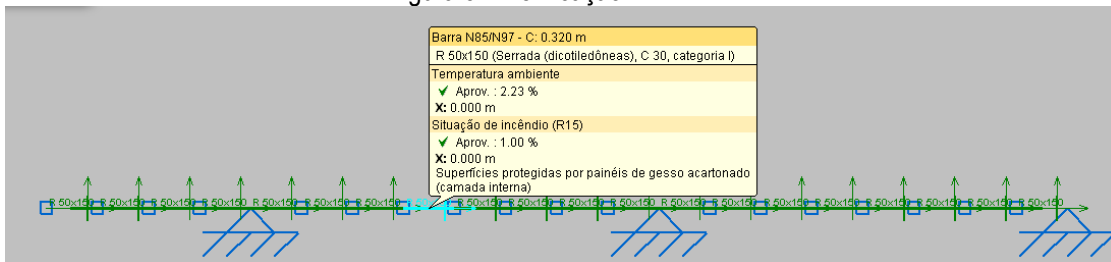 Barra N85/N97 - C: 0.320 m
R 50x150 (Serrada (dicotiledôneas), C 30, categoria I)
Temperatura ambiente
✓ Aprov. : 2.23 %
X: 0.000 m
Situação de incêndio (R15)
✓ Aprov. : 1.00 %
X: 0.000 m
Superfícies protegidas por painéis de gesso acartonado
(camada interna)
R 50x150 R 50x150 R 50x150 R 50x150 R 50x150 R 50x150 R 50x150 R 50x150 R 50x150 R 50x150 R 50x150 R 50x150 R 50x150 R 50x150 R 50x150 R 50x150 R 50x150 R 50x150 R 50x150